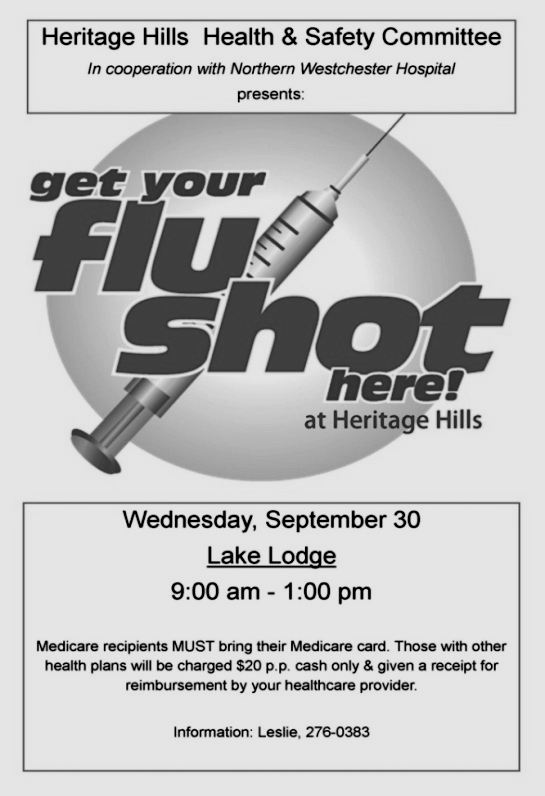 Heritage Hills Health & Safety Committee
In cooperation with Northern Westchester Hospital
presents:
get your
flu
shot
here!
at Heritage Hills
Wednesday, September 30
Lake Lodge
9:00 am - 1:00 pm
Medicare recipients MUST bring their Medicare card. Those with other
health plans will be charged $20 p.p. cash only & given a receipt for
reimbursement by your healthcare provider.
Information: Leslie, 276-0383